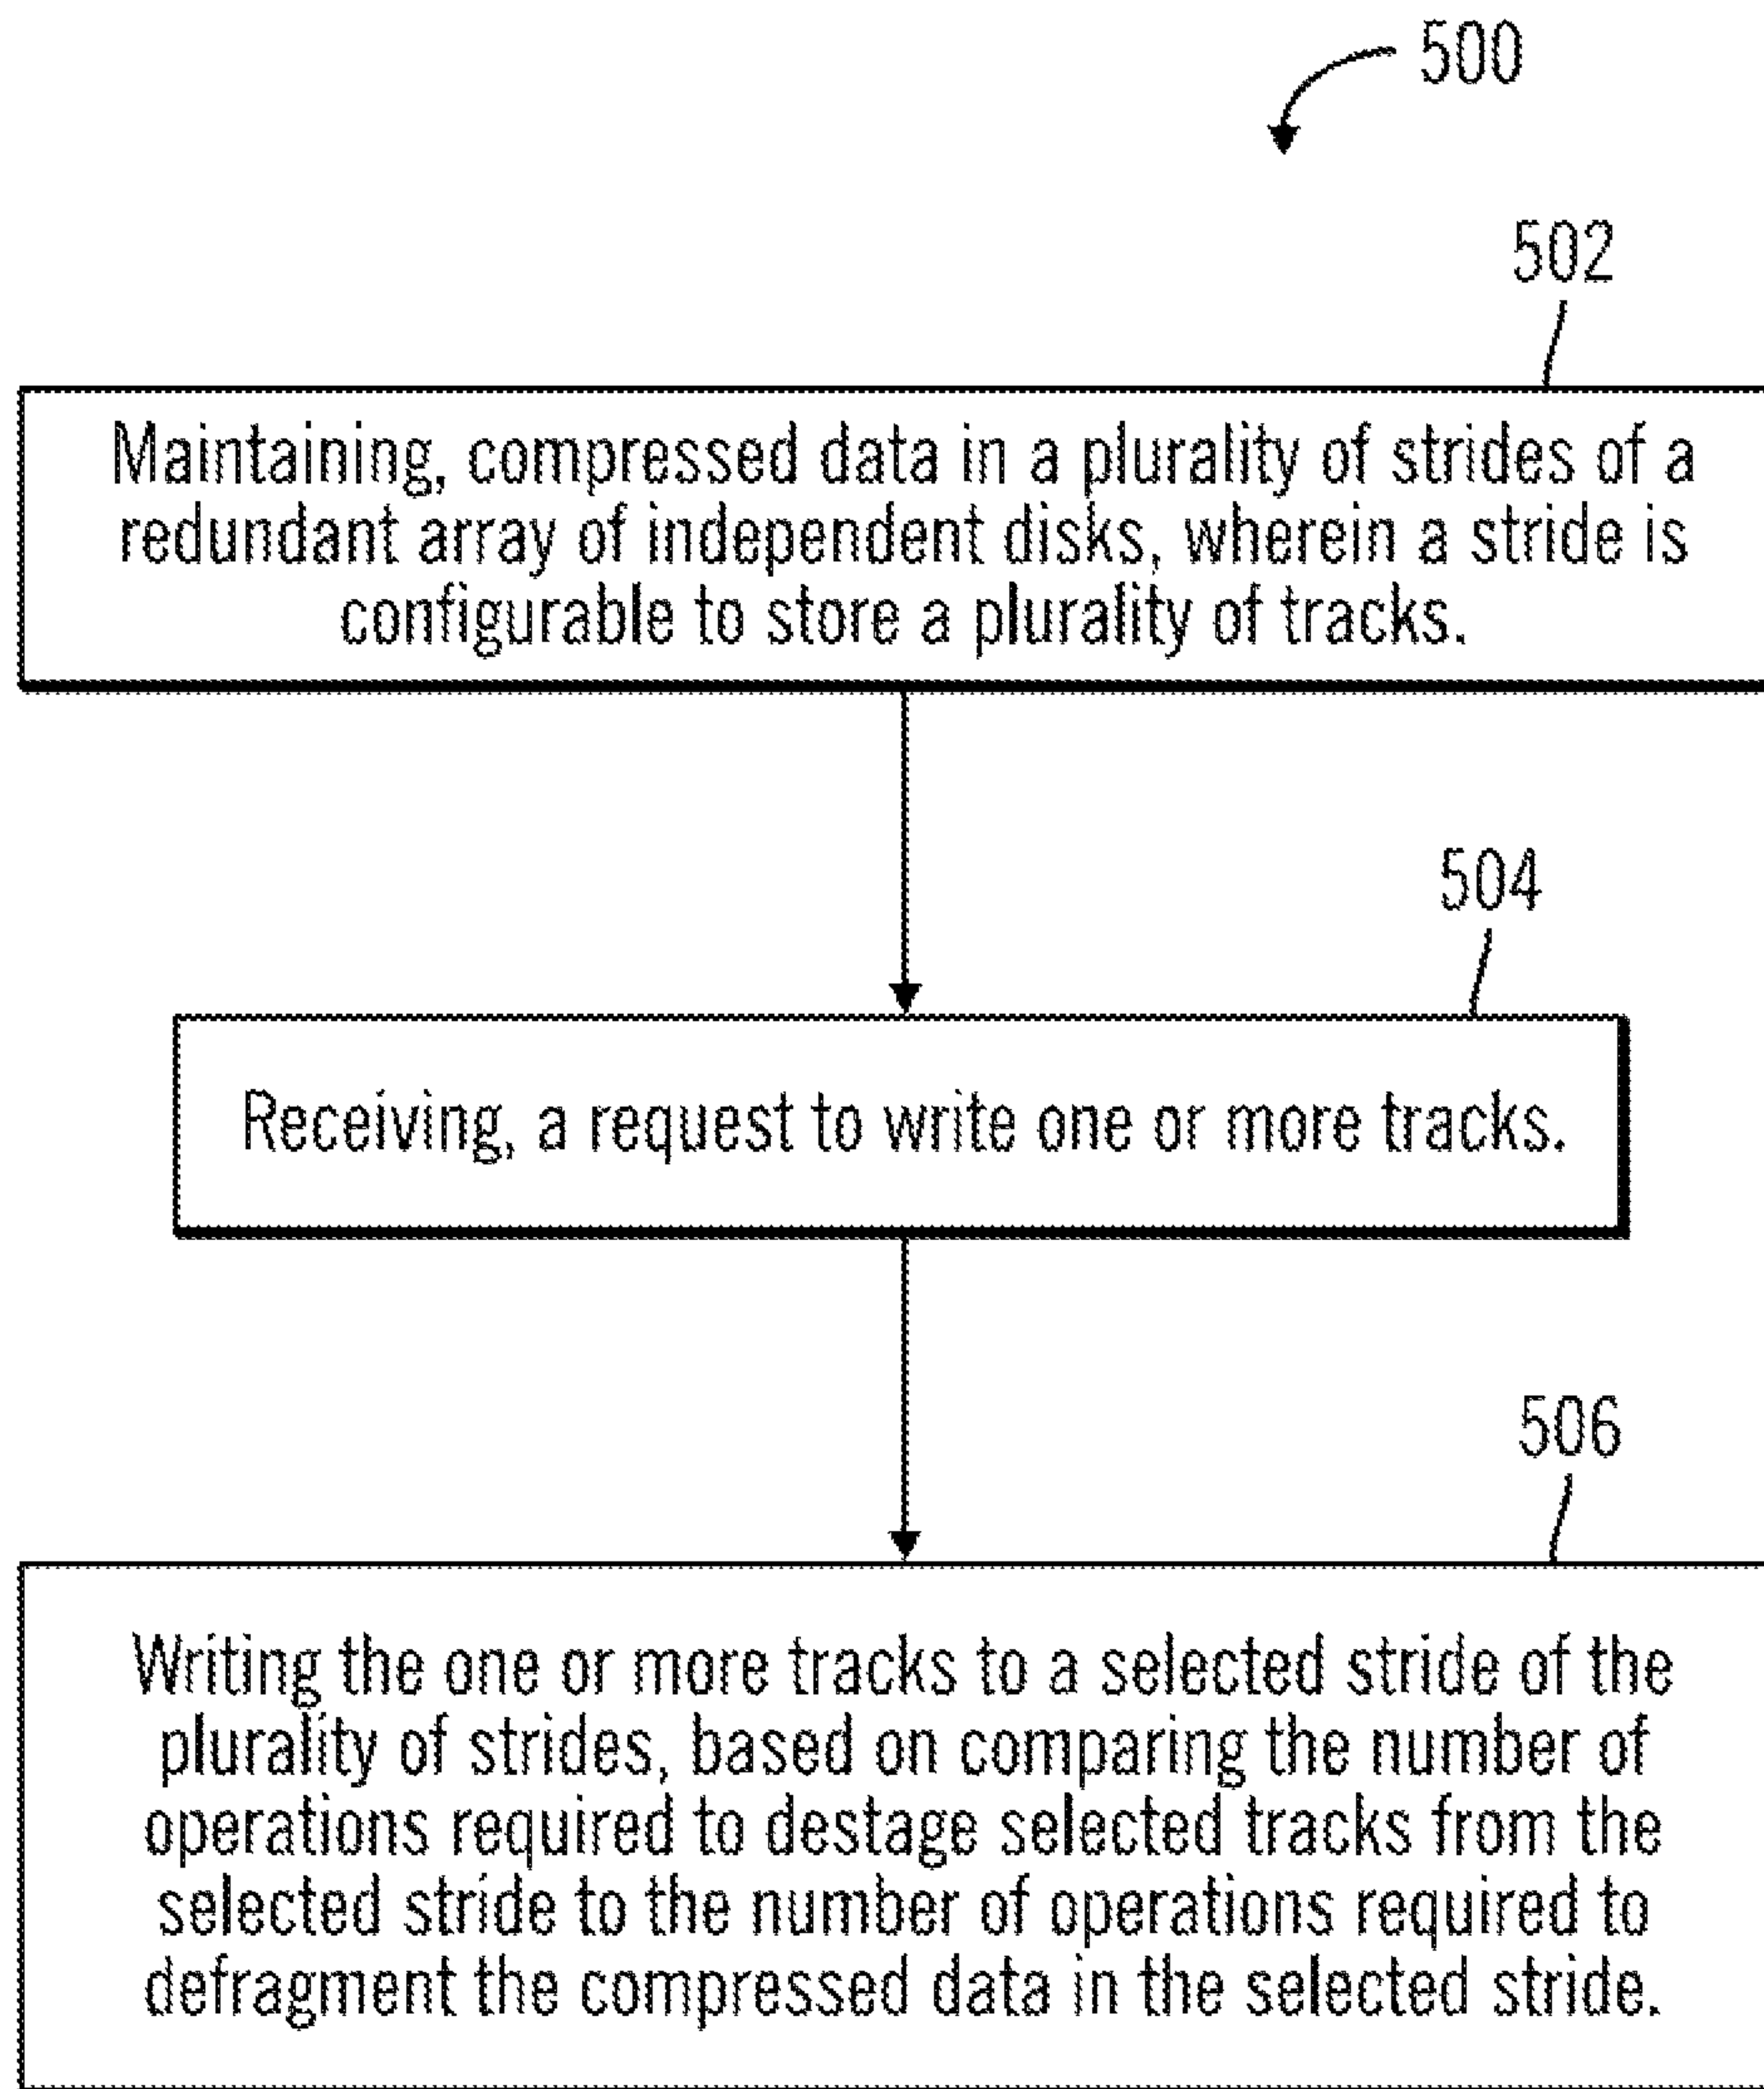 500
502
Maintaining, compressed data in a plurality of strides of a
redundant array of independent disks, wherein a stride is
configurable to store a plurality of tracks.
504
Receiving, a request to write one or more tracks.
506
Writing the one or more tracks to a selected stride of the
plurality of strides, based on comparing the number of
operations required to destage selected tracks from the
selected stride to the number of operations required to
defragment the compressed data in the selected stride.